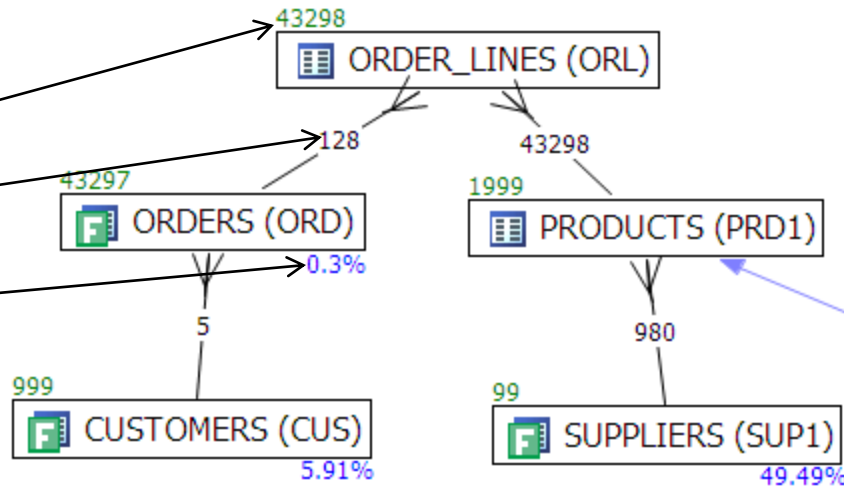 43298
ORDER_LINES (ORL)
128
43298
43297
1999
F ORDERS (ORD)
PRODUCTS (PRD1)
0.3%
5
980
999
99
F CUSTOMERS (CUS)
F SUPPLIERS (SUP1)
5.91%
49.49%